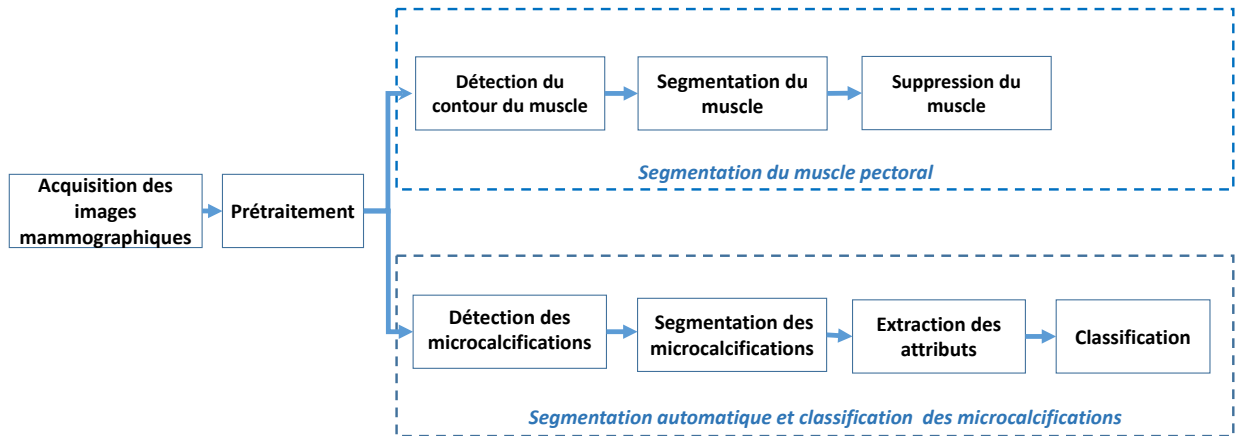 Détection du
contour du muscle
Segmentation du
muscle
Suppression du
muscle
Segmentation du muscle pectoral
Acquisition des
images
mammographiques
Prétraitement
Détection des
microcalcifications
Segmentation des
microcalcifications
Extraction des
attributs
Classification
Segmentation automatique et classification des microcalcifications